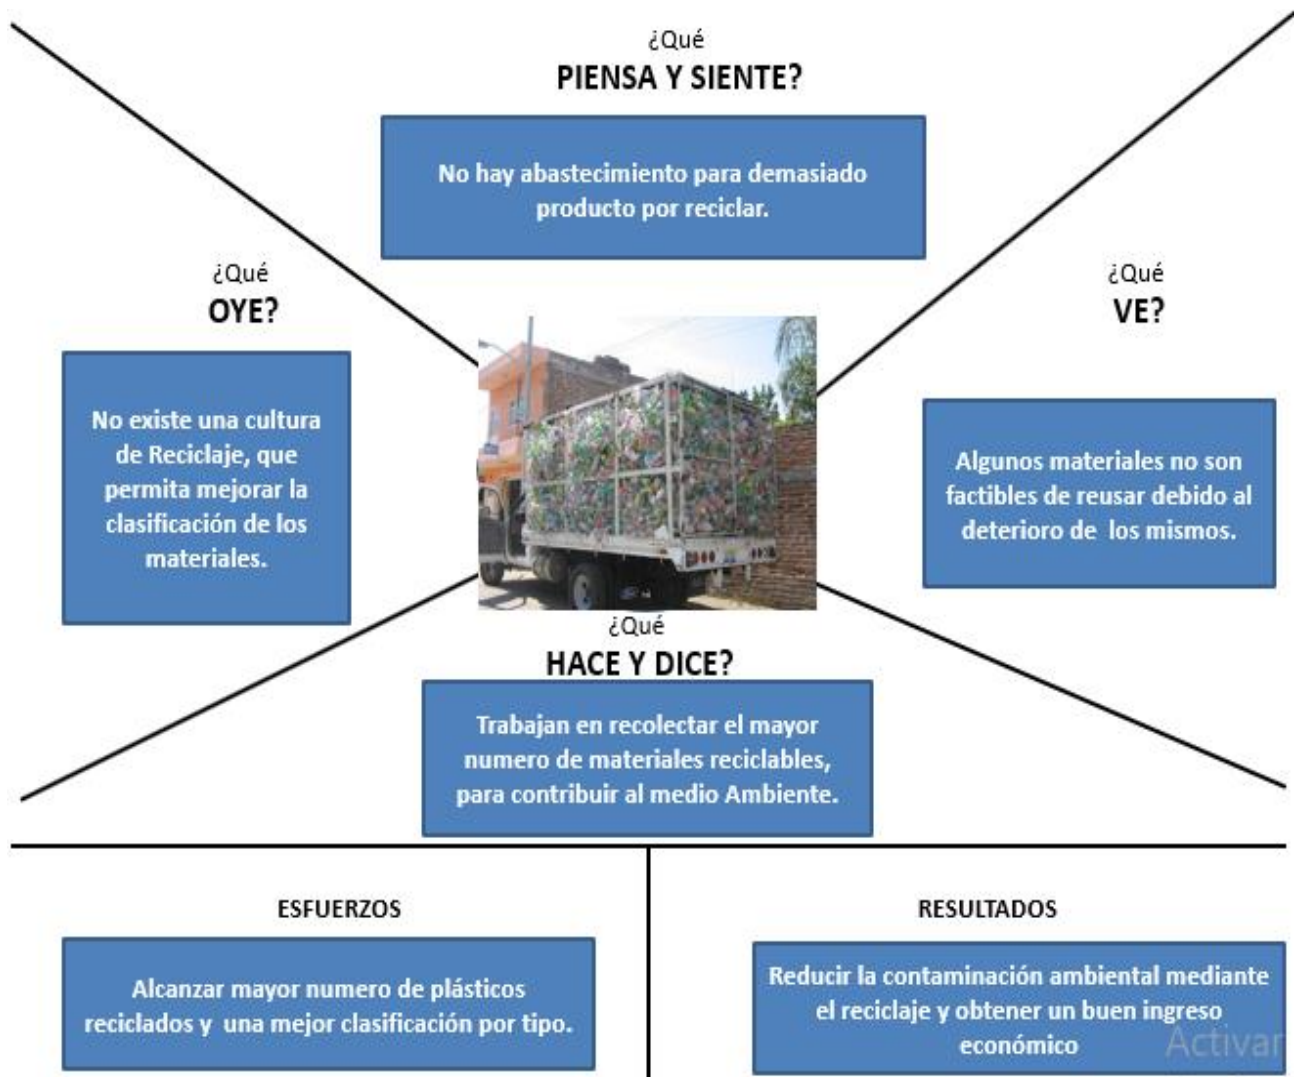 ¿Qué
PIENSA Y SIENTE?
No hay abastecimiento para demasiado
producto por reciclar.
¿Qué
OYE?
No existe una cultura
de Reciclaje, que
permita mejorar la
clasificación de los
materiales.
¿Qué
VE?
Algunos materiales no son
factibles de reusar debido al
deterioro de los mismos.
¿Qué
HACE Y DICE?
Trabajan en recolectar el mayor
numero de materiales reciclables,
para contribuir al medio Ambiente.
ESFUERZOS
Alcanzar mayor numero de plásticos
reciclados y una mejor clasificación por tipo.
RESULTADOS
Reducir la contaminación ambiental mediante
el reciclaje y obtener un buen ingreso
económico
Activar